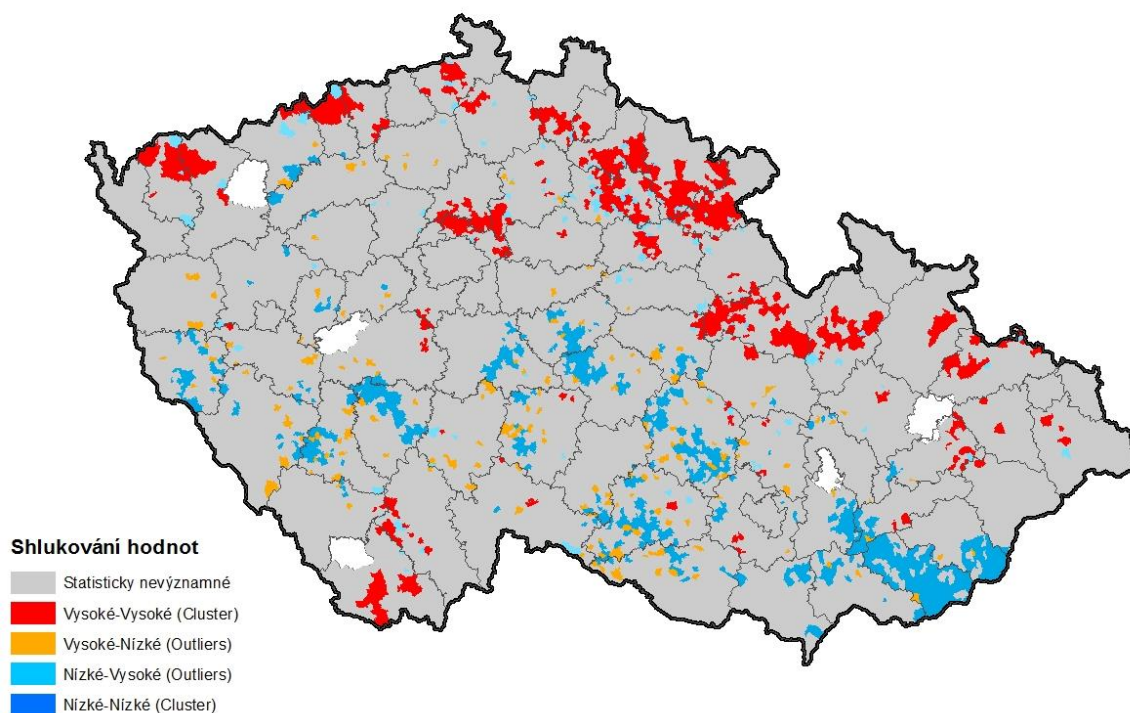 Shlukování hodnot
Statisticky nevýznamné
Vysoké-Vysoké (Cluster)
Vysoké-Nízké (Outliers)
Nízké-Vysoké (Outliers)
Nízké-Nízké (Cluster)